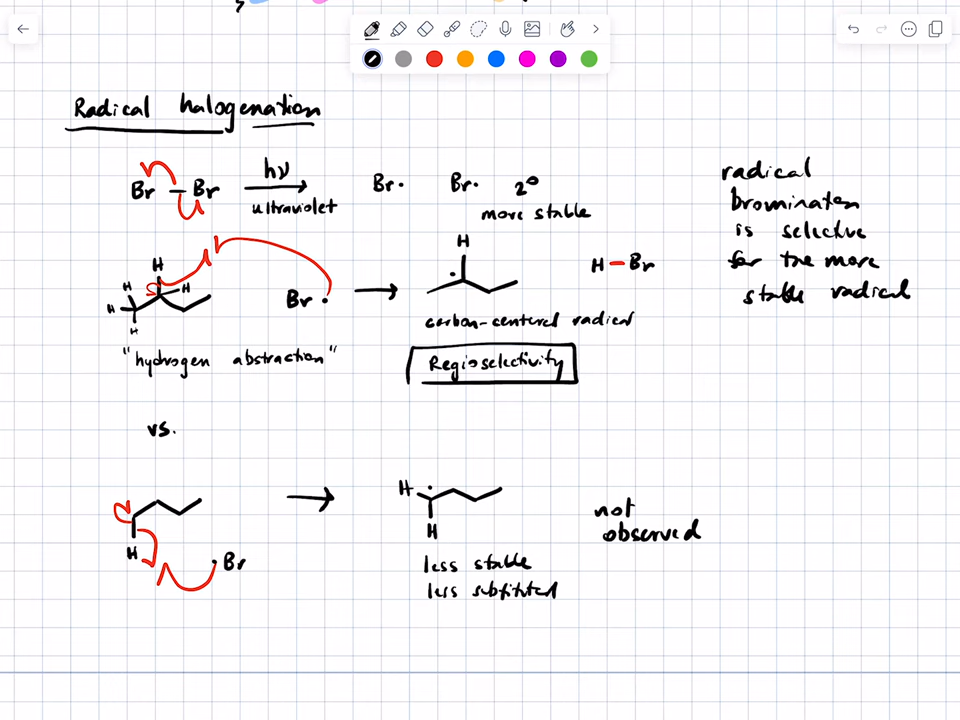 Radical halogenation
Br – Br
hν
ultraviolet
Br· Br· 2°
more stable
radical
brominaten
is selective
for the more
stable radical
H
H H
H
H
Br ·
H
·
H – Br
carbon-centered radical
"hydrogen abstraction"
Regioselectivity
vs.
H
· Br
H
·
H
less stable
less substituted
not
observed